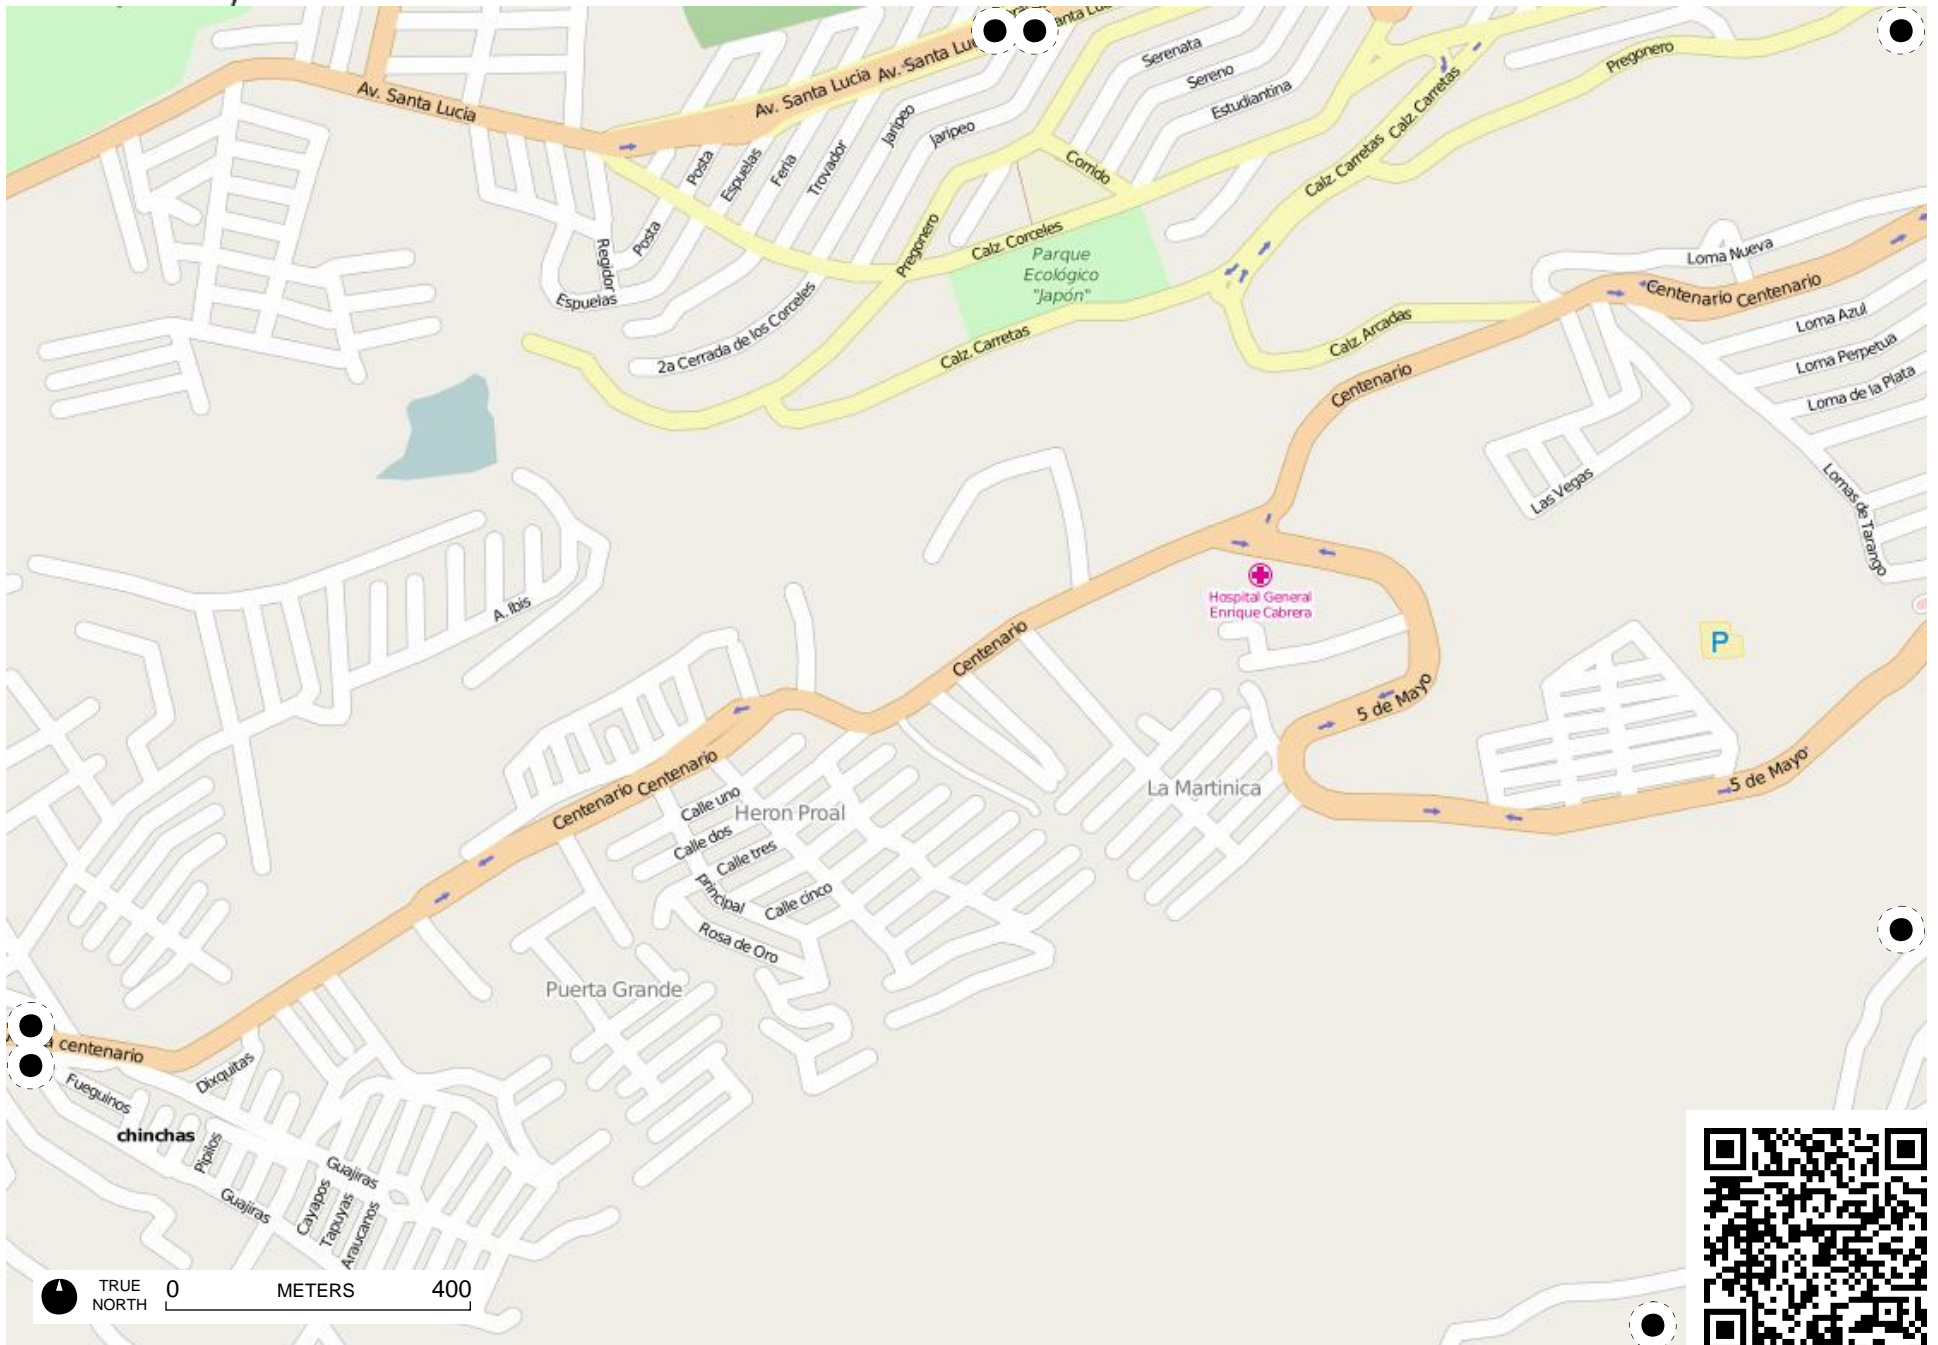 Av. Santa Lucia
Av. Santa Lucia
Av. Santa Luc
Serenata
Sereno
Estudiantina
Pregonero
Calz. Carretas
Calz. Carretas
Jaripeo
Jaripeo
Corrido
Posta
Espuelas
Feria
Trovador
Posta
Regidor
Espuelas
Pregonero
Calz. Corceles
Parque
Ecológico
"Japón"
2a Cerrada de los Corceles
Calz. Carretas
Calz. Arcadas
Loma Nueva
Centenario
Centenario
Centenario
Loma Azul
Loma Perpetua
Loma de la Plata
Las Vegas
Lomas de Tarango
Hospital General
Enrique Cabrera
P
A. Ibis
Centenario
5 de Mayo
5 de Mayo
Centenario
Centenario
La Martinica
Heron Proal
Calle uno
Calle dos
Calle tres
principal
Calle cinco
Rosa de Oro
Puerta Grande
centenario
Dixquitas
Fueguinos
chinchas
Pipilos
Guajiras
Guajiras
Cayapos
Tapuyas
Araucanos
TRUE
NORTH
0 METERS 400